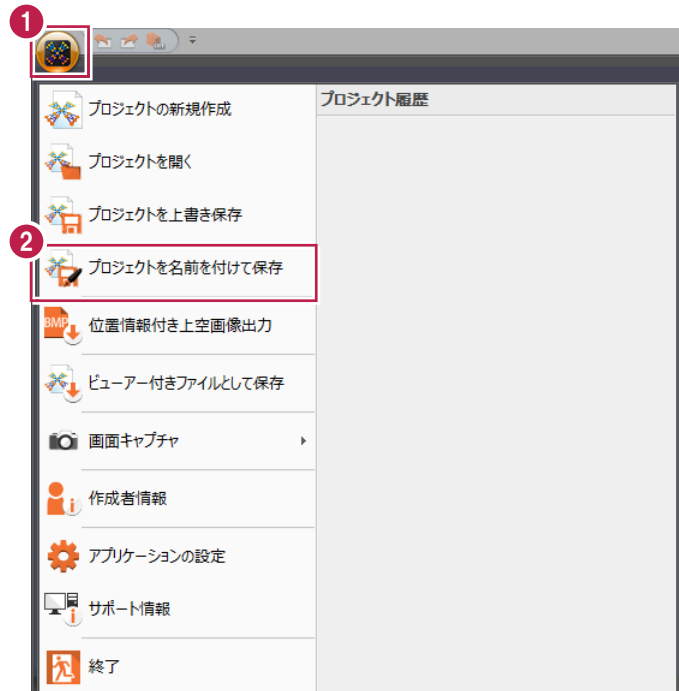 1
プロジェクトの新規作成
プロジェクト履歴
プロジェクトを開く
プロジェクトを上書き保存
2
プロジェクトを名前を付けて保存
BMP
位置情報付き上空画像出力
ビューアー付きファイルとして保存
画面キャプチャ
作成者情報
アプリケーションの設定
サポート情報
終了